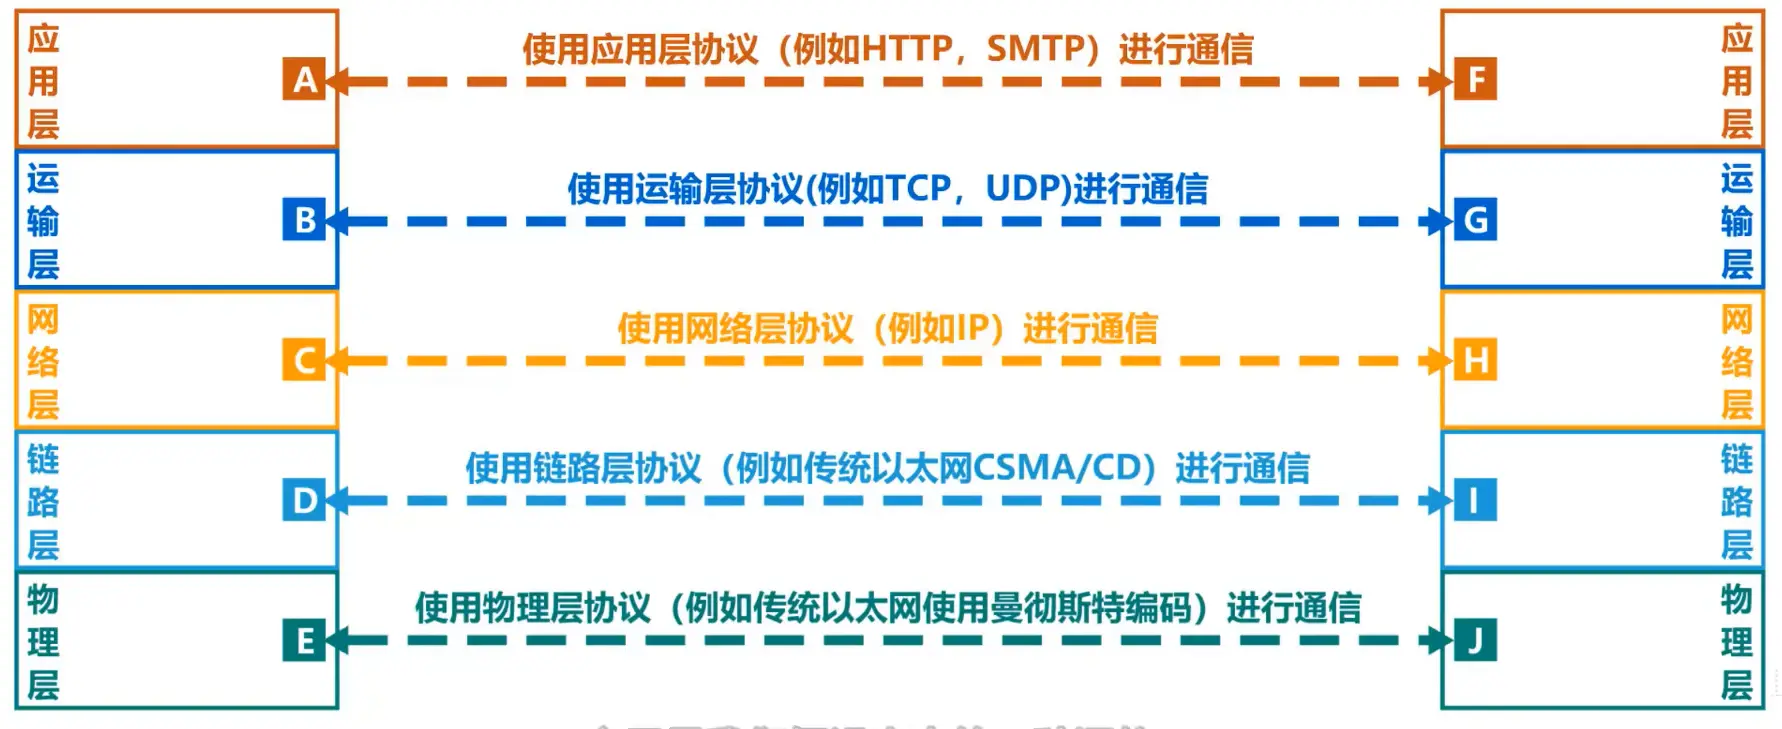 应用层
A
使用应用层协议（例如HTTP，SMTP）进行通信
F
应用层
运输层
B
使用运输层协议(例如TCP，UDP)进行通信
G
运输层
网络层
C
使用网络层协议（例如IP）进行通信
H
网络层
链路层
D
使用链路层协议（例如传统以太网CSMA/CD）进行通信
I
链路层
物理层
E
使用物理层协议（例如传统以太网使用曼彻斯特编码）进行通信
J
物理层